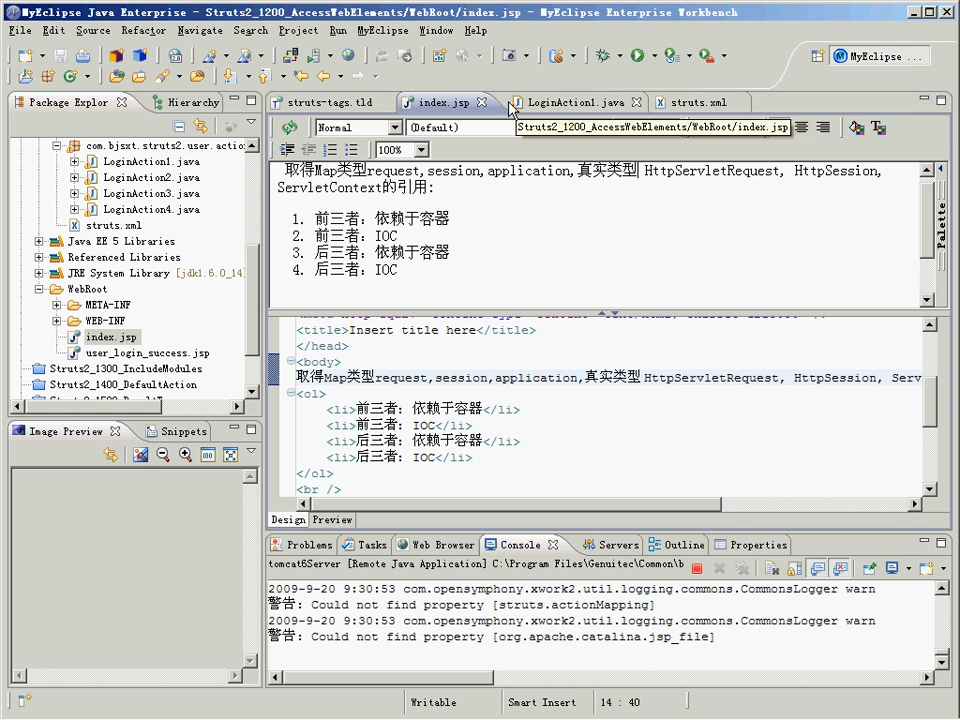 MyEclipse Java Enterprise - Struts2_1200_AccessWebElements/WebRoot/index.jsp - MyEclipse Enterprise Workbench
File Edit Source Refactor Navigate Search Project Run MyEclipse Window Help
MyEclipse ...
Package Explor Hierarchy
struts-tags.tld index.jsp LoginAction1.java struts.xml
Normal (Default)
Struts2_1200_AccessWebElements/WebRoot/index.jsp
100%
com.bjsxt.struts2.user.actio
LoginAction1.java
LoginAction2.java
LoginAction3.java
LoginAction4.java
struts.xml
Java EE 5 Libraries
Referenced Libraries
JRE System Library [jdk1.6.0_14]
WebRoot
META-INF
WEB-INF
index.jsp
user_login_success.jsp
Struts2_1300_IncludeModules
Struts2_1400_DefaultAction
取得Map类型request,session,application,真实类型 HttpServletRequest, HttpSession,
ServletContext的引用:
1. 前三者：依赖于容器
2. 前三者：IOC
3. 后三者：依赖于容器
4. 后三者：IOC
Palette
<title>Insert title here</title>
</head>
<body>
取得Map类型request,session,application,真实类型 HttpServletRequest, HttpSession, Serv
<ol>
<li>前三者：依赖于容器</li>
<li>前三者：IOC</li>
<li>后三者：依赖于容器</li>
<li>后三者：IOC</li>
</ol>
<br />
Design Preview
Image Preview Snippets
Problems Tasks Web Browser Console Servers Outline Properties
tomcat6Server [Remote Java Application] C:\Program Files\Genuitec\Common\b
2009-9-20 9:30:53 com.opensymphony.xwork2.util.logging.commons.CommonsLogger warn
警告: Could not find property [struts.actionMapping]
2009-9-20 9:30:53 com.opensymphony.xwork2.util.logging.commons.CommonsLogger warn
警告: Could not find property [org.apache.catalina.jsp_file]
Writable Smart Insert 14 : 40